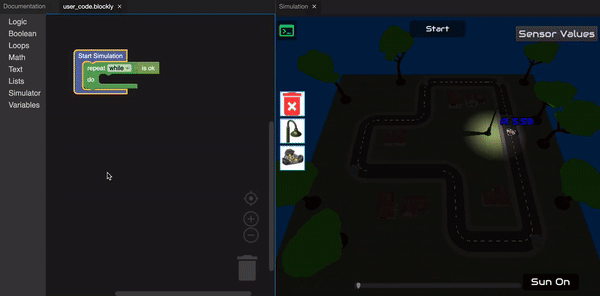 Documentation
user_code.blockly ×
Simulation ×
Logic
Boolean
Loops
Math
Text
Lists
Simulator
Variables
Start Simulation
repeat while is ok
do
Start
Sensor Values
Sun On